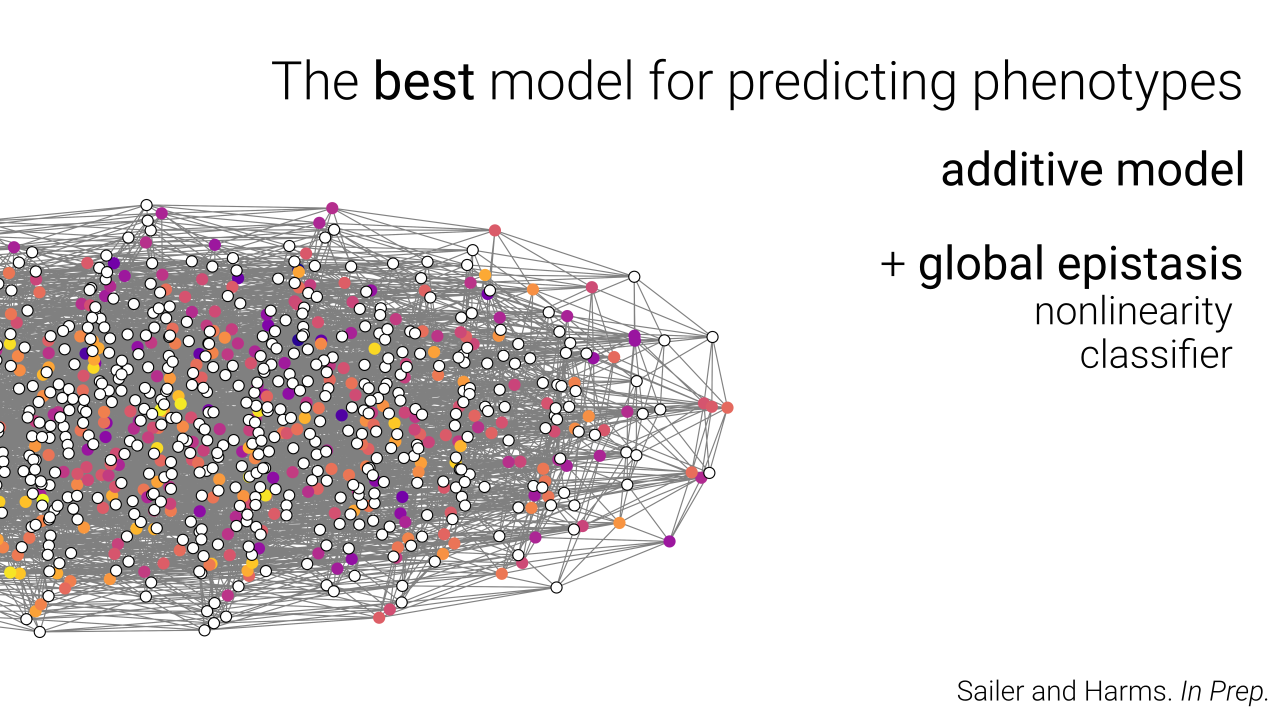 The best model for predicting phenotypes
additive model
+ global epistasis
nonlinearity
classifier
Sailer and Harms. In Prep.